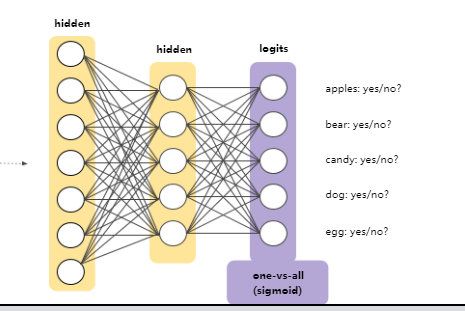 hidden
hidden
logits
apples: yes/no?
bear: yes/no?
candy: yes/no?
dog: yes/no?
egg: yes/no?
one-vs-all
(sigmoid)